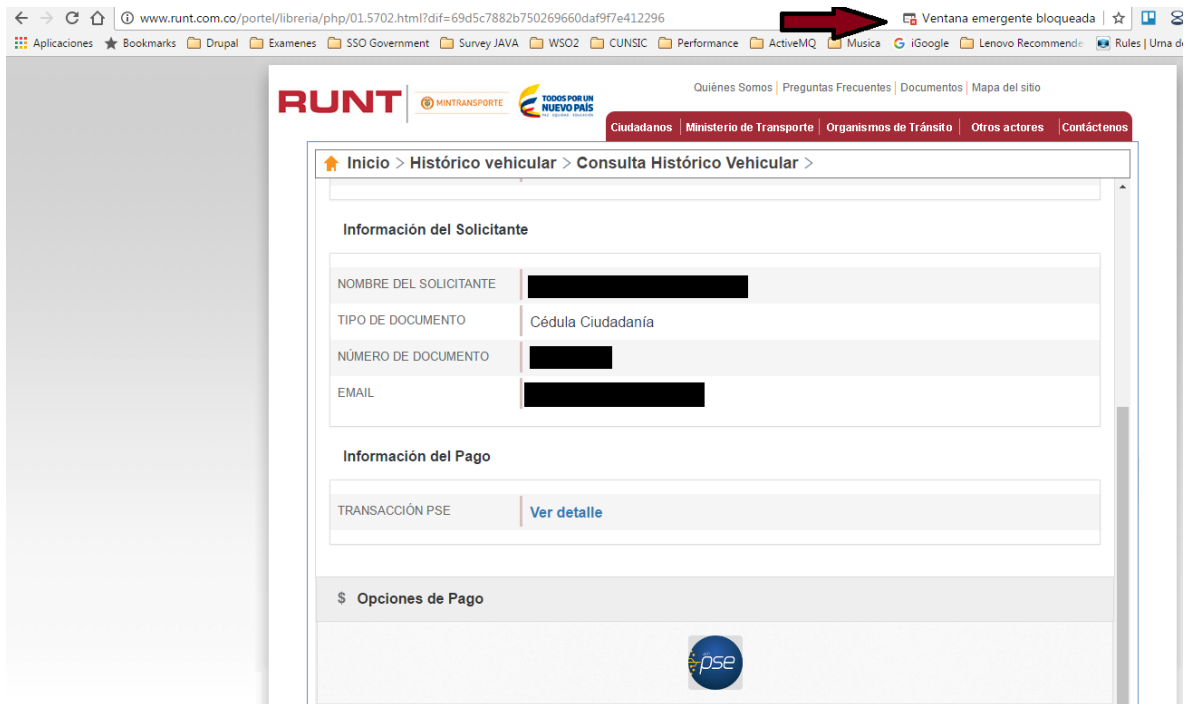 www.runt.com.co/portel/libreria/php/01.5702.html?dif=69d5c7882b750269660daf9f7e412296
Ventana emergente bloqueada
Aplicaciones Bookmarks Drupal Examenes SSO Government Survey JAVA WSO2 CUNSIC Performance ActiveMQ Musica G iGoogle Lenovo Recommende Rules | Uma d
Quiénes Somos | Preguntas Frecuentes | Documentos | Mapa del sitio
RUNT MINTRANSPORTE TODOS POR UN
NUEVO PAÍS
PAZ EQUIDAD EDUCACIÓN
Ciudadanos | Ministerio de Transporte | Organismos de Tránsito | Otros actores | Contáctenos
Inicio > Histórico vehicular > Consulta Histórico Vehicular >
Información del Solicitante
NOMBRE DEL SOLICITANTE
TIPO DE DOCUMENTO Cédula Ciudadanía
NÚMERO DE DOCUMENTO
EMAIL
Información del Pago
TRANSACCIÓN PSE Ver detalle
$ Opciones de Pago
pse